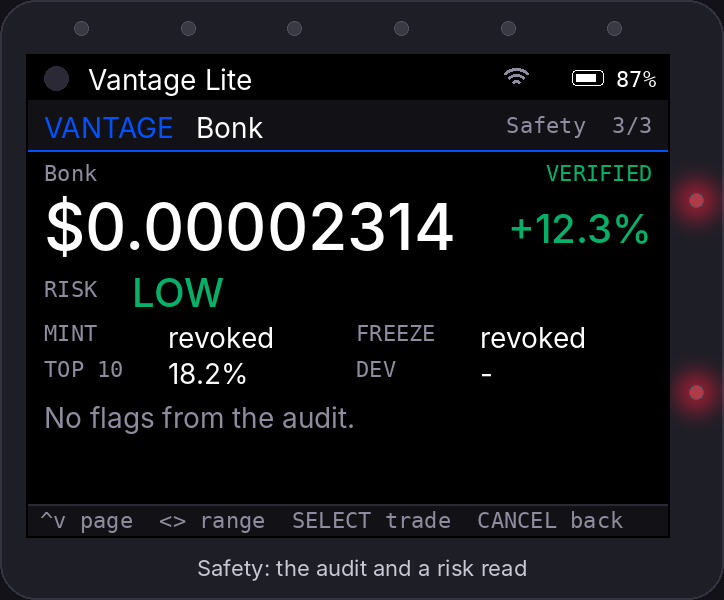 Vantage Lite 87%
VANTAGE Bonk Safety 3/3
Bonk VERIFIED
$0.00002314 +12.3%
RISK LOW
MINT revoked FREEZE revoked
TOP 10 18.2% DEV -
No flags from the audit.
^v page <> range SELECT trade CANCEL back
Safety: the audit and a risk read